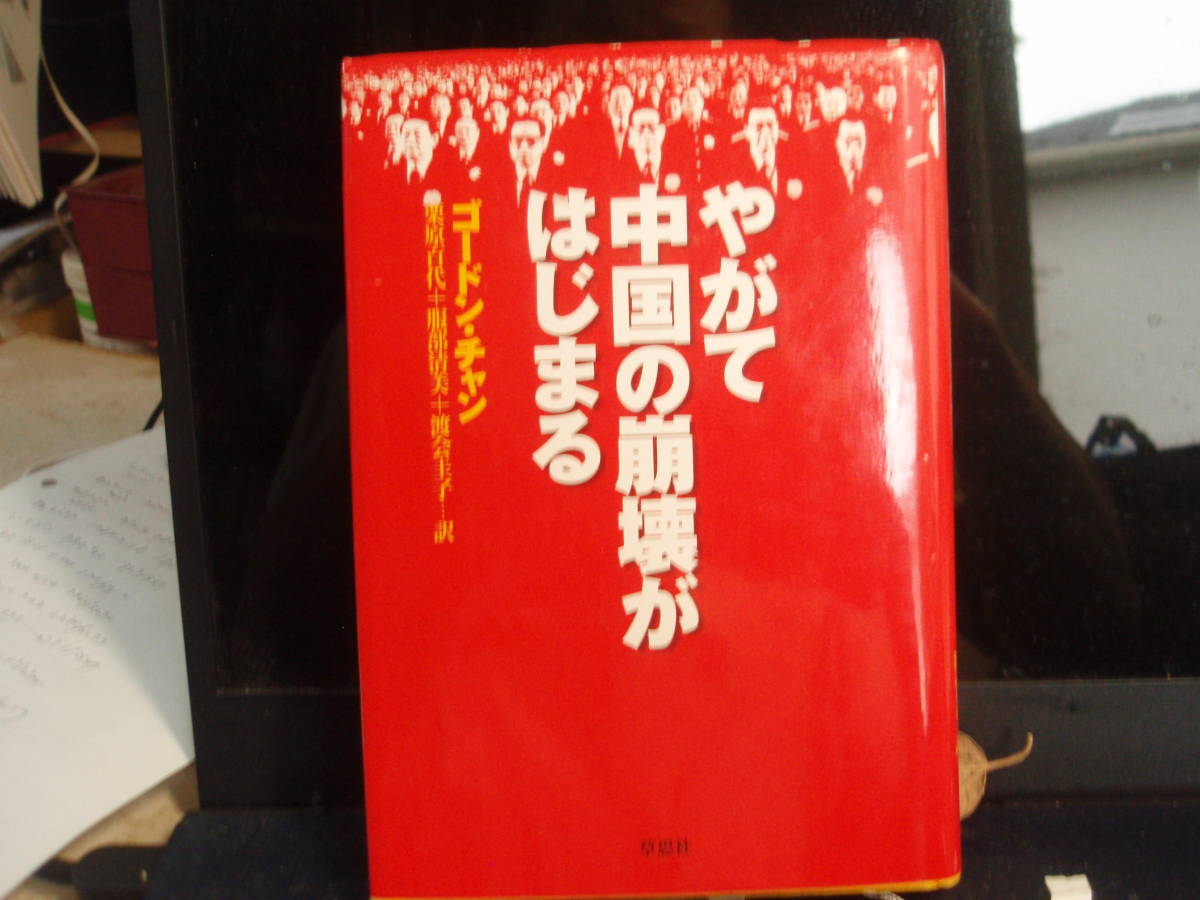 やがて
中国の崩壊が
はじまる
ゴードン・チャン
栗原百代＝服部清美＝渡会圭子…訳
草思社